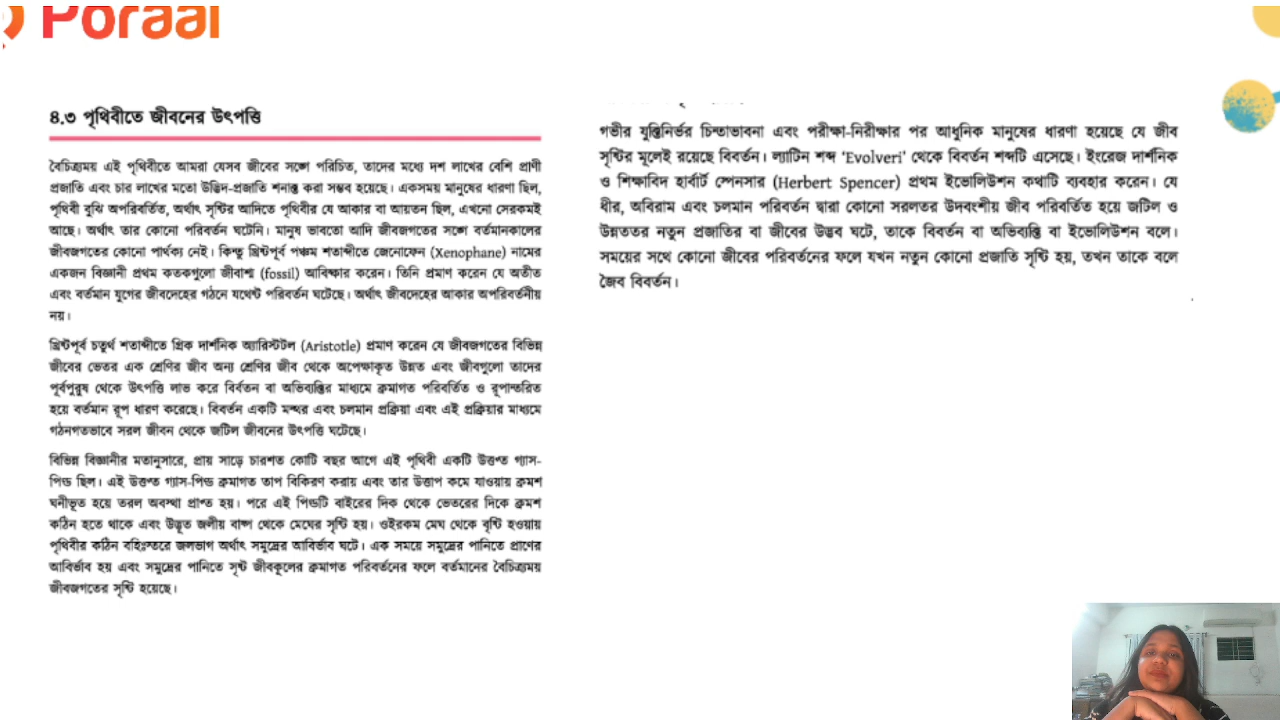 Poraai
৪.৩ পৃথিবীতে জীবনের উৎপত্তি
বৈচিত্র্যময় এই পৃথিবীতে আমরা যেসব জীবের সঙ্গে পরিচিত, তাদের মধ্যে দশ লাখের বেশি প্রাণী
প্রজাতি এবং চার লাখের মতো উদ্ভিদ-প্রজাতি শনাক্ত করা সম্ভব হয়েছে। একসময় মানুষের ধারণা ছিল,
পৃথিবী বুঝি অপরিবর্তিত, অর্থাৎ সৃষ্টির আদিতে পৃথিবীর যে আকার বা আয়তন ছিল, এখনো সেরকমই
আছে। অর্থাৎ তার কোনো পরিবর্তন ঘটেনি। মানুষ ভাবতো আদি জীবজগতের সঙ্গে বর্তমানকালের
জীবজগতের কোনো পার্থক্য নেই। কিন্তু খ্রিষ্টপূর্ব পঞ্চম শতাব্দীতে জেনোফেন (Xenophane) নামের
একজন বিজ্ঞানী প্রথম কতকগুলো জীবাশ্ম (fossil) আবিষ্কার করেন। তিনি প্রমাণ করেন যে অতীত
এবং বর্তমান যুগের জীবদেহের গঠনে যথেষ্ট পরিবর্তন ঘটেছে। অর্থাৎ জীবদেহের আকার অপরিবর্তনীয়
নয়।
খ্রিষ্টপূর্ব চতুর্থ শতাব্দীতে গ্রিক দার্শনিক অ্যারিস্টটল (Aristotle) প্রমাণ করেন যে জীবজগতের বিভিন্ন
জীবের ভেতর এক শ্রেণির জীব অন্য শ্রেণির জীব থেকে অপেক্ষাকৃত উন্নত এবং জীবগুলো তাদের
পূর্বপুরুষ থেকে উৎপত্তি লাভ করে বির্বতন বা অভিব্যক্তির মাধ্যমে ক্রমাগত পরিবর্তিত ও রূপান্তরিত
হয়ে বর্তমান রূপ ধারণ করেছে। বিবর্তন একটি মন্থর এবং চলমান প্রক্রিয়া এবং এই প্রক্রিয়ার মাধ্যমে
গঠনগতভাবে সরল জীবন থেকে জটিল জীবনের উৎপত্তি ঘটেছে।
বিভিন্ন বিজ্ঞানীর মতানুসারে, প্রায় সাড়ে চারশত কোটি বছর আগে এই পৃথিবী একটি উত্তপ্ত গ্যাস-
পিন্ড ছিল। এই উত্তপ্ত গ্যাস-পিন্ড ক্রমাগত তাপ বিকিরণ করায় এবং তার উত্তাপ কমে যাওয়ায় ক্রমশ
ঘনীভূত হয়ে তরল অবস্থা প্রাপ্ত হয়। পরে এই পিন্ডটি বাইরের দিক থেকে ভেতরের দিকে ক্রমশ
কঠিন হতে থাকে এবং উদ্ভূত জলীয় বাষ্প থেকে মেঘের সৃষ্টি হয়। ওইরকম মেঘ থেকে বৃষ্টি হওয়ায়
পৃথিবীর কঠিন বহিঃস্তরে জলভাগ অর্থাৎ সমুদ্রের আবির্ভাব ঘটে। এক সময়ে সমুদ্রের পানিতে প্রাণের
আবির্ভাব হয় এবং সমুদ্রের পানিতে সৃষ্ট জীবকূলের ক্রমাগত পরিবর্তনের ফলে বর্তমানের বৈচিত্র্যময়
জীবজগতের সৃষ্টি হয়েছে।
গভীর যুক্তিনির্ভর চিন্তাভাবনা এবং পরীক্ষা-নিরীক্ষার পর আধুনিক মানুষের ধারণা হয়েছে যে জীব
সৃষ্টির মূলেই রয়েছে বিবর্তন। ল্যাটিন শব্দ ‘Evolveri’ থেকে বিবর্তন শব্দটি এসেছে। ইংরেজ দার্শনিক
ও শিক্ষাবিদ হার্বার্ট স্পেনসার (Herbert Spencer) প্রথম ইভোলিউশন কথাটি ব্যবহার করেন। যে
ধীর, অবিরাম এবং চলমান পরিবর্তন দ্বারা কোনো সরলতর উদবংশীয় জীব পরিবর্তিত হয়ে জটিল ও
উন্নততর নতুন প্রজাতির বা জীবের উদ্ভব ঘটে, তাকে বিবর্তন বা অভিব্যক্তি বা ইভোলিউশন বলে।
সময়ের সথে কোনো জীবের পরিবর্তনের ফলে যখন নতুন কোনো প্রজাতি সৃষ্টি হয়, তখন তাকে বলে
জৈব বিবর্তন।